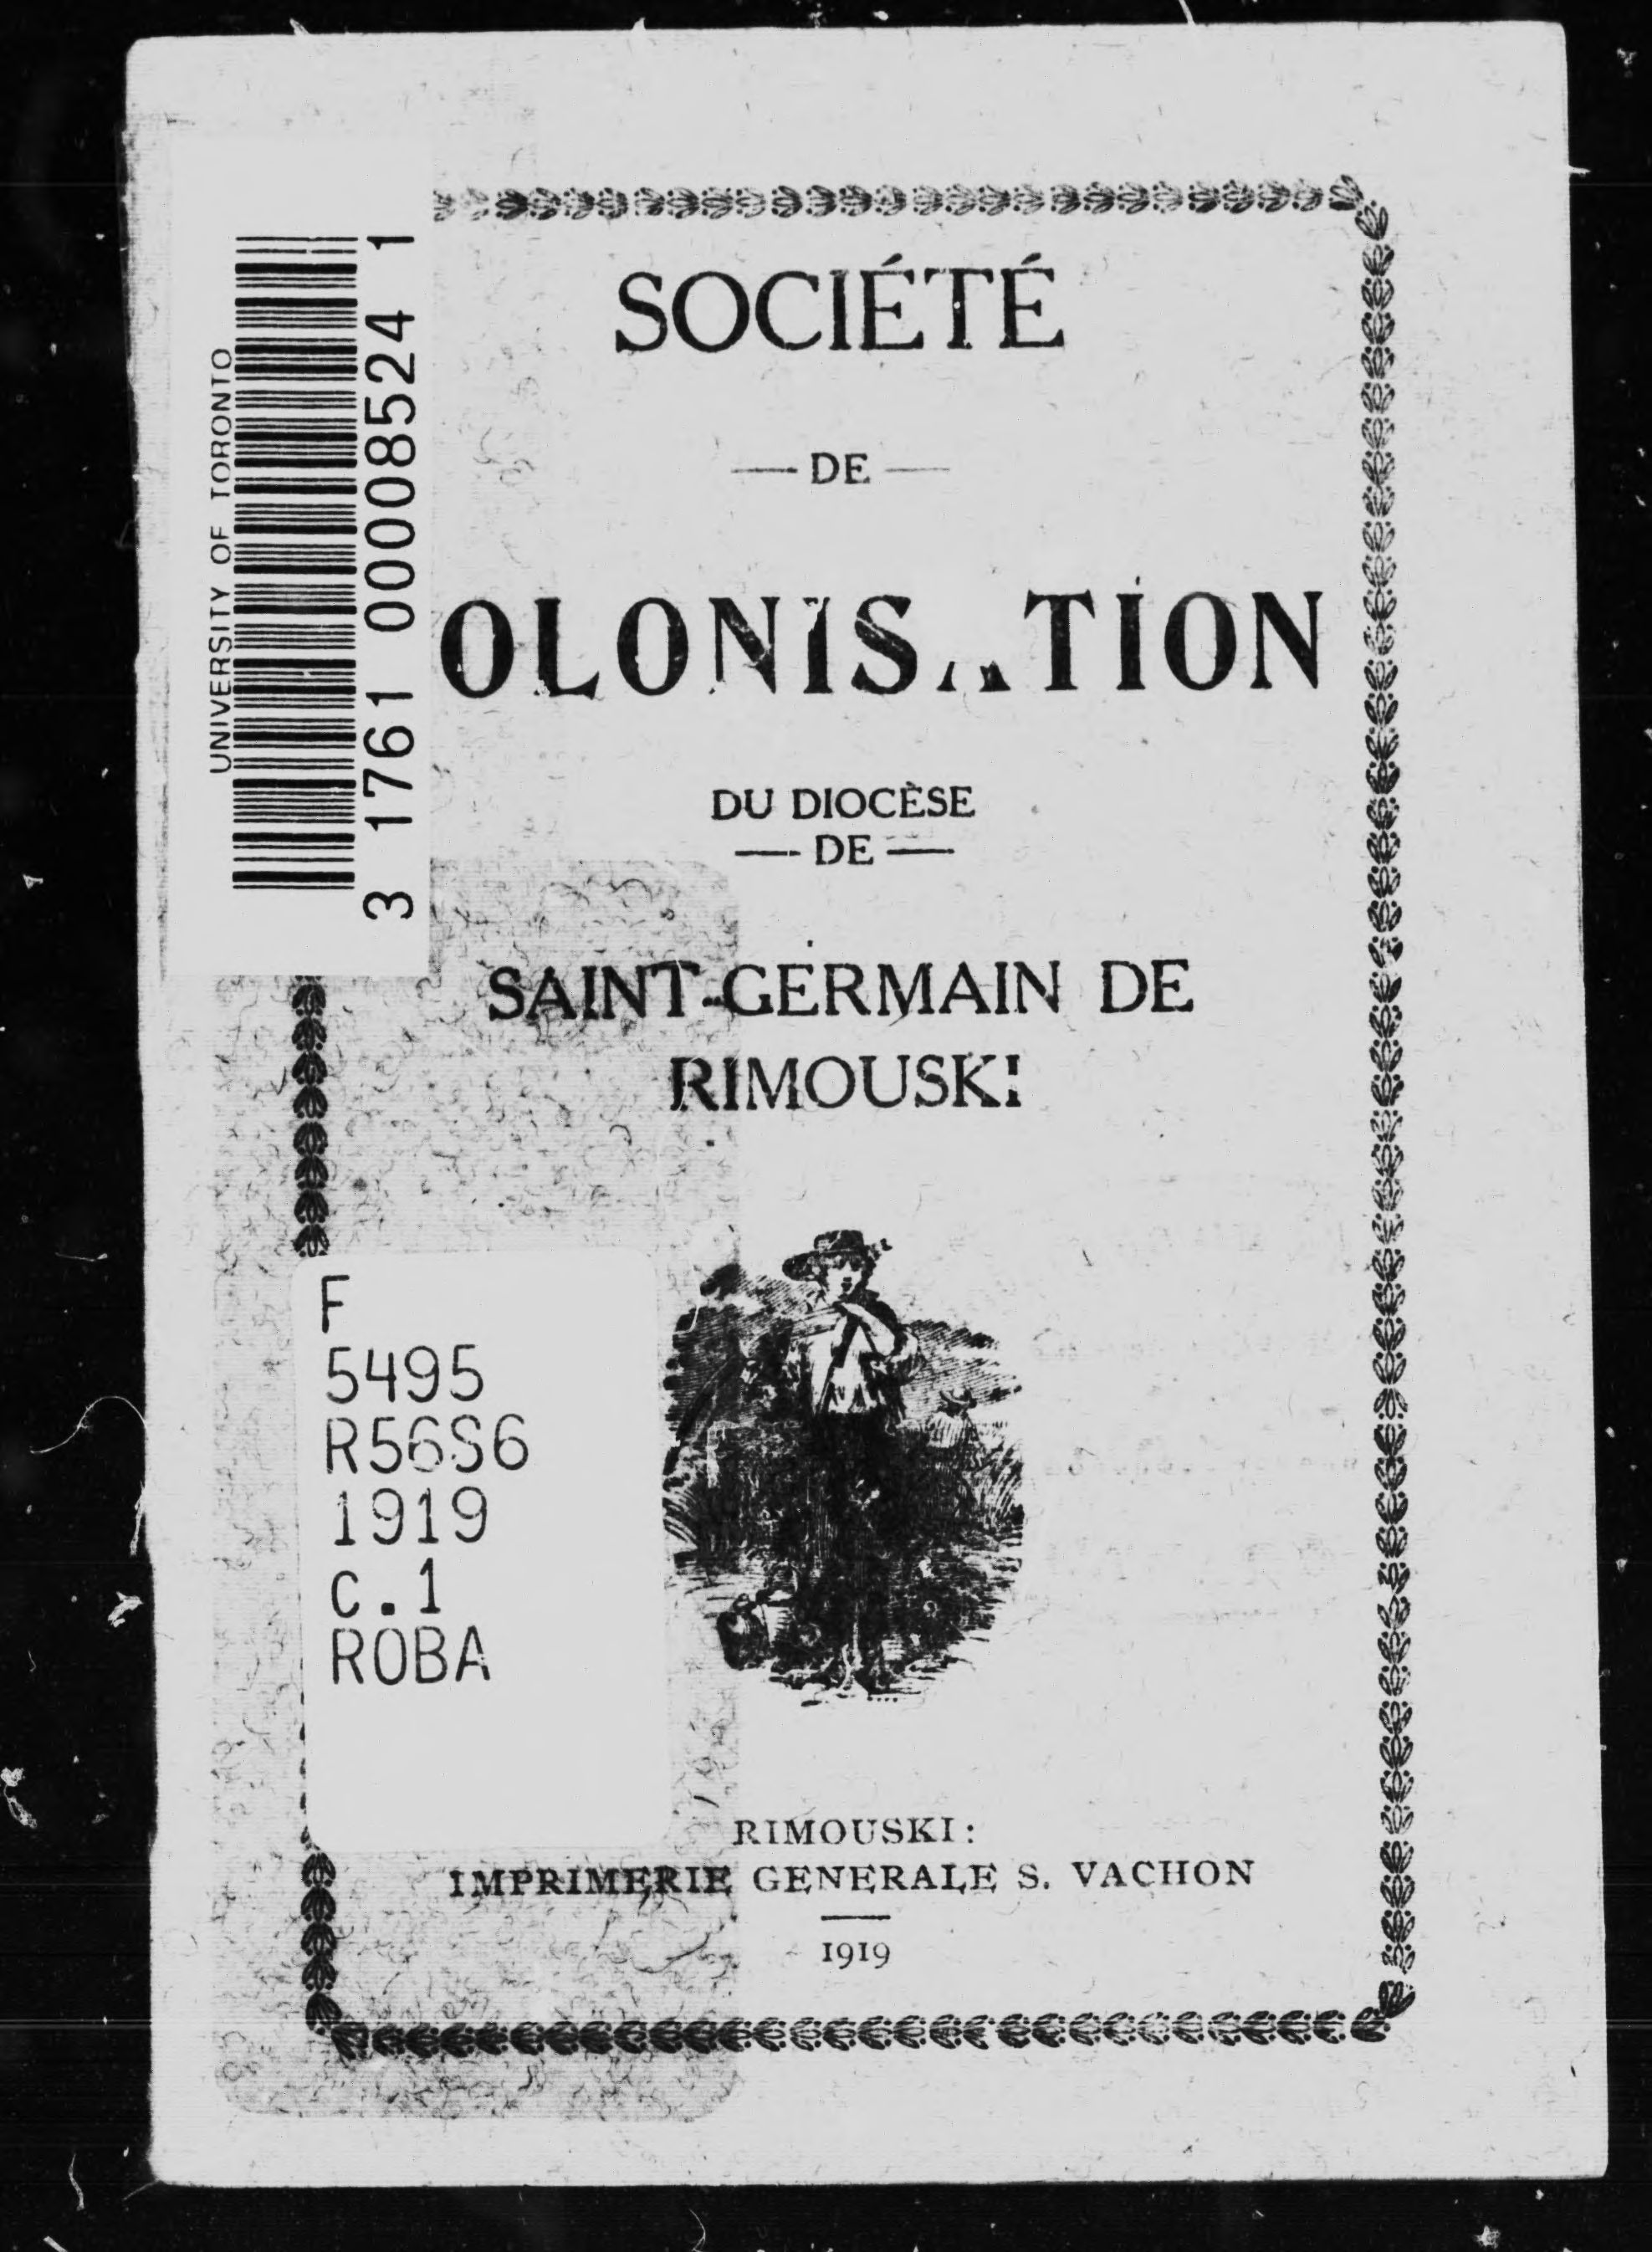 SOCIÉTÉ
— DE —
OLONISATION
DU DIOCÈSE
— DE —
SAINT-GERMAIN DE
RIMOUSKI
RIMOUSKI:
IMPRIMERIE GENERALE S. VACHON
1919
UNIVERSITY OF TORONTO
3 1761 00008524 1
F
5495
R56S6
1919
C.1
ROBA